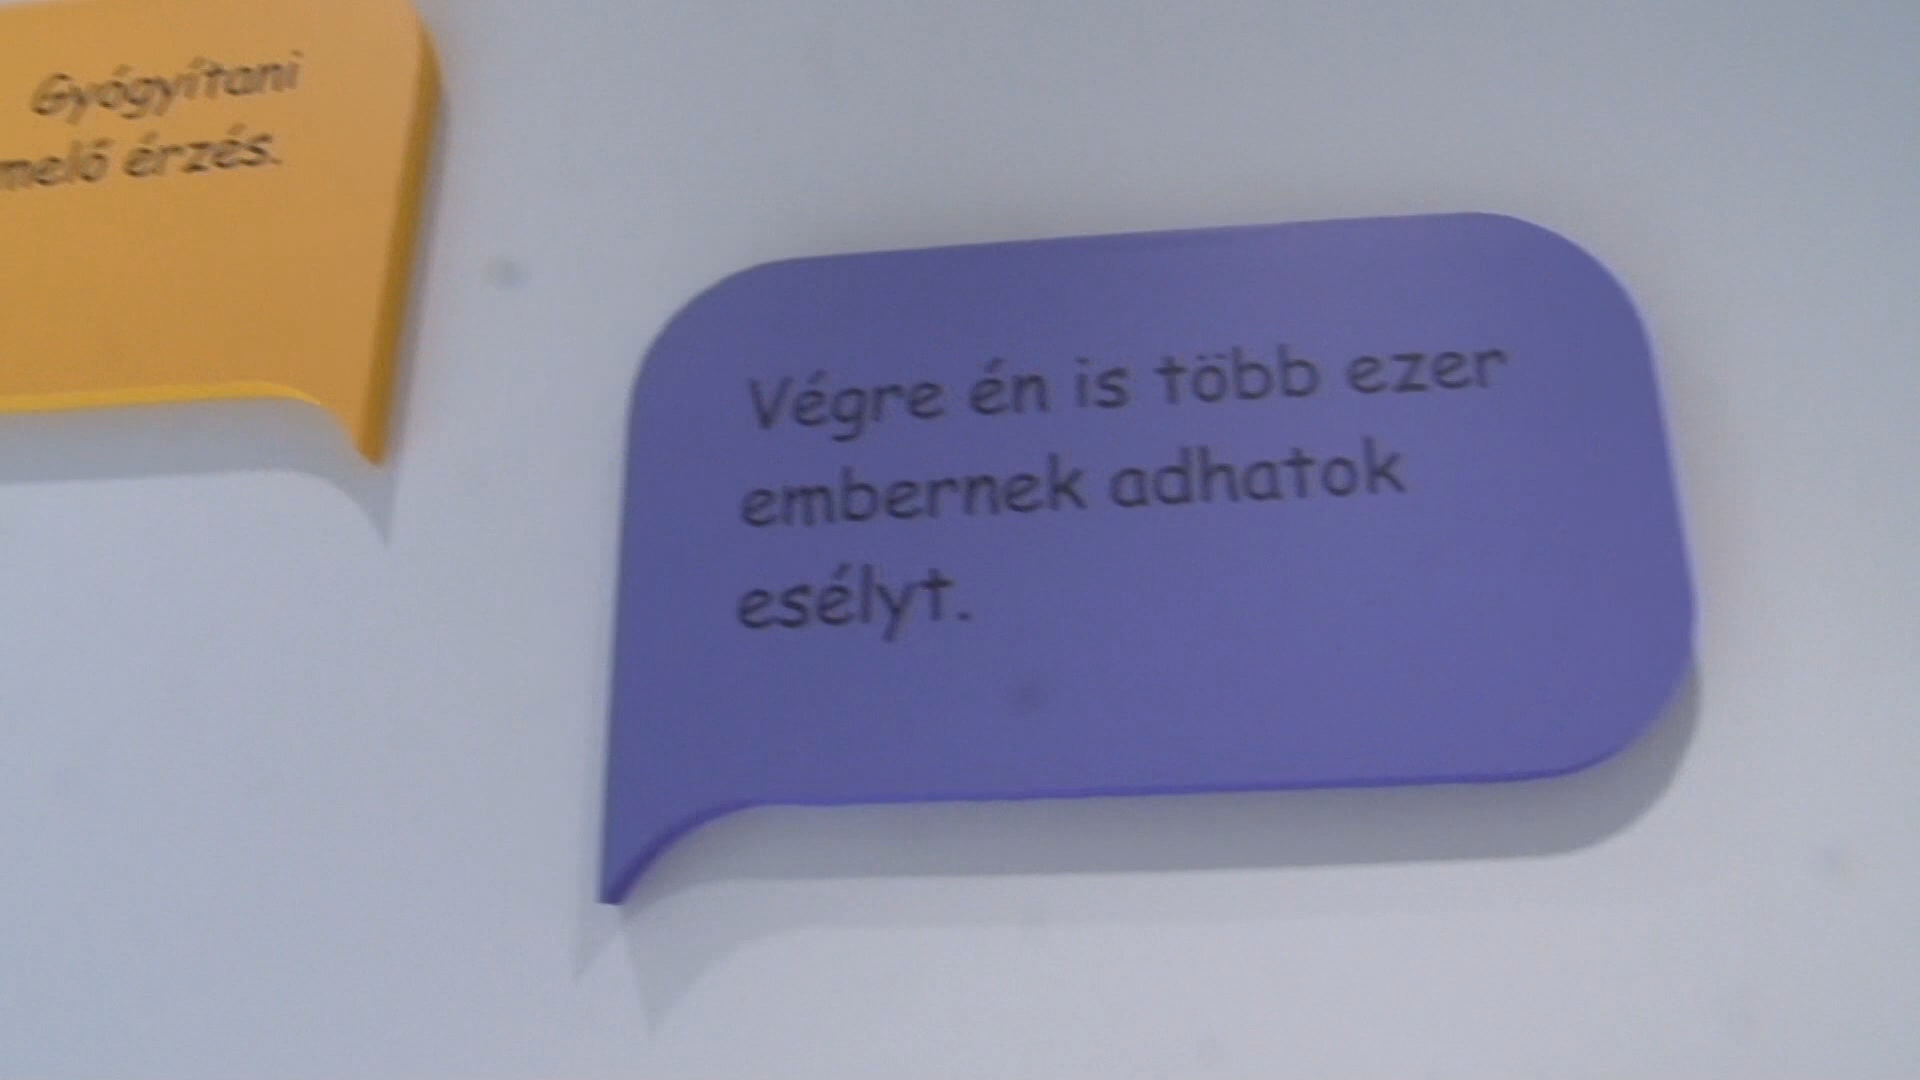 Gyógyítani
melő érzés.
Végre én is több ezer
embernek adhatok
esélyt.